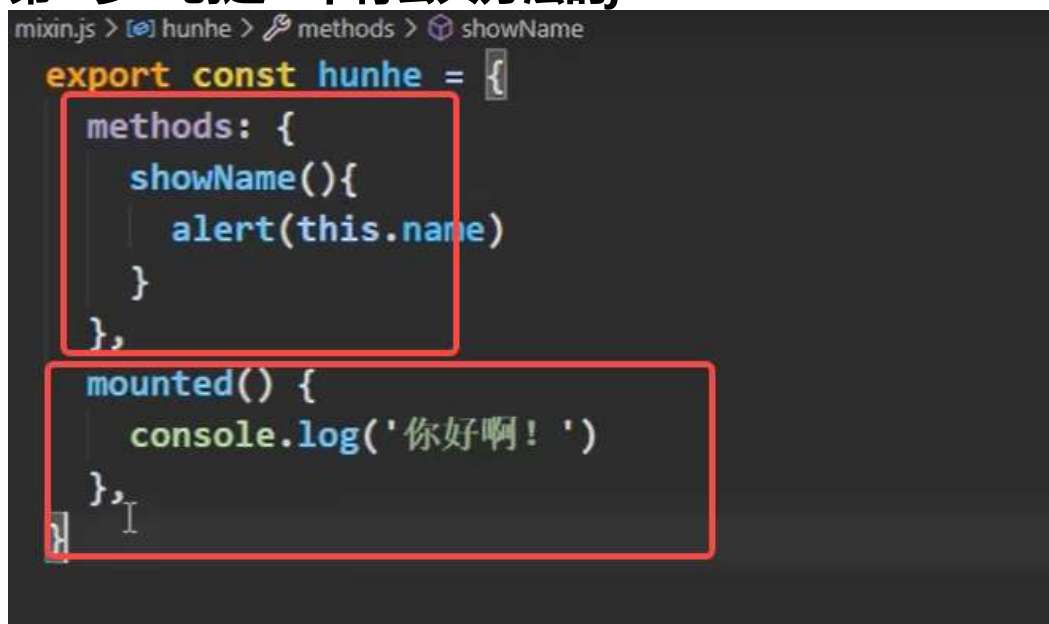 mixin.js > hunhe > methods > showName
export const hunhe = {
methods: {
showName(){
alert(this.name)
}
},
mounted() {
console.log('你好啊！')
},
}